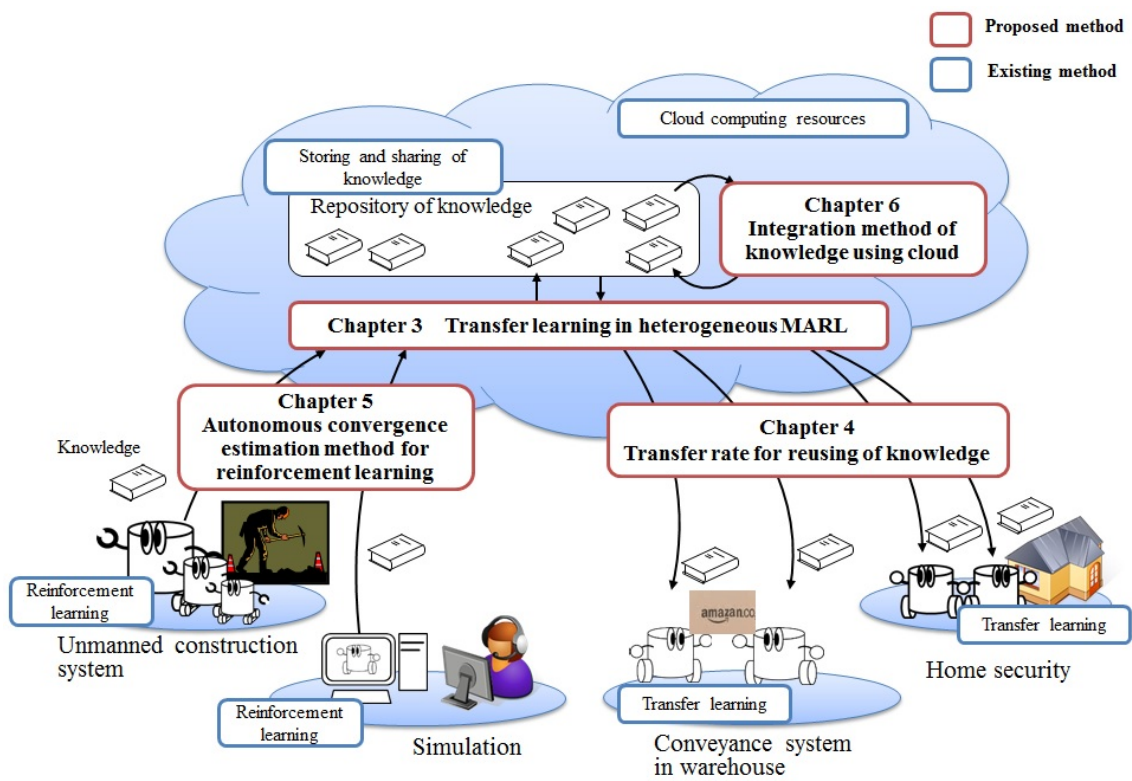 Proposed method
Existing method
Cloud computing resources
Storing and sharing of
knowledge
Repository of knowledge
Chapter 6
Integration method of
knowledge using cloud
Chapter 3 Transfer learning in heterogeneous MARL
Chapter 5
Autonomous convergence
estimation method for
reinforcement learning
Chapter 4
Transfer rate for reusing of knowledge
Knowledge
Reinforcement
learning
Unmanned construction
system
Reinforcement
learning
Simulation
amazan.co
Transfer learning
Conveyance system
in warehouse
Transfer learning
Home security